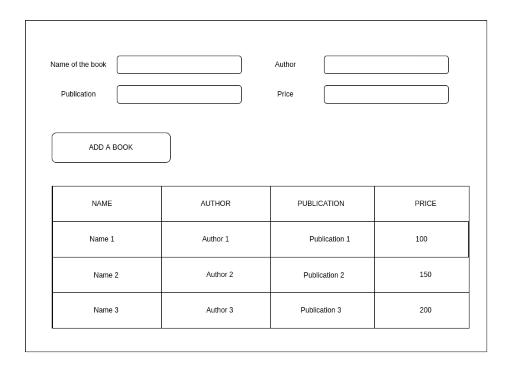 Name of the book Author
Publication Price
ADD A BOOK
NAME AUTHOR PUBLICATION PRICE
Name 1 Author 1 Publication 1 100
Name 2 Author 2 Publication 2 150
Name 3 Author 3 Publication 3 200